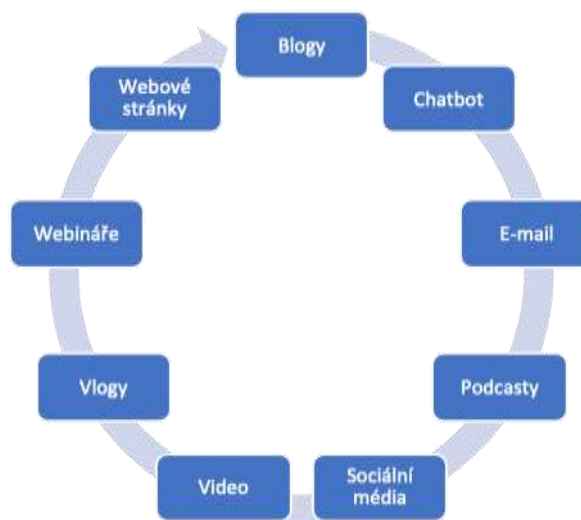 Blogy
Chatbot
E-mail
Podcasty
Sociální
média
Video
Vlogy
Webináře
Webové
stránky